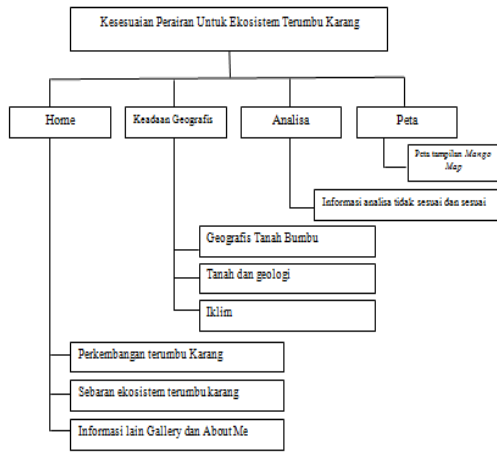 Kesesuaian Perairan Untuk Ekosistem Terumbu Karang
Home
Keadaan Geografis
Analisa
Peta
Peta tampilan Mango
Map
Informasi analisa tidak sesuai dan sesuai
Geografis Tanah Bumbu
Tanah dan geologi
Iklim
Perkembangan terumbu Karang
Sebaran ekosistem terumbu karang
Informasi lain Gallery dan About Me